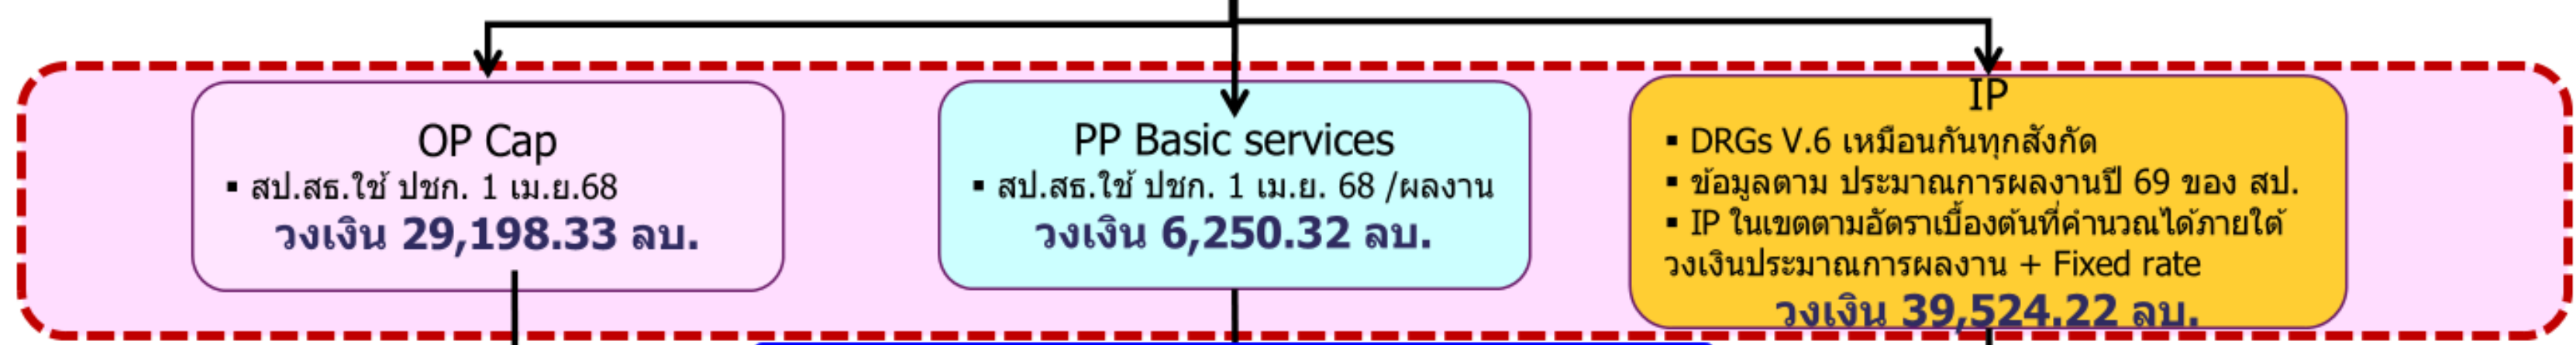 OP Cap
▪ สป.สธ.ใช้ ปชก. 1 เม.ย.68
วงเงิน 29,198.33 ลบ.
PP Basic services
▪ สป.สธ.ใช้ ปชก. 1 เม.ย. 68 /ผลงาน
วงเงิน 6,250.32 ลบ.
IP
▪ DRGs V.6 เหมือนกันทุกสังกัด
▪ ข้อมูลตาม ประมาณการผลงานปี 69 ของ สป.
▪ IP ในเขตตามอัตราเบื้องต้นที่คำนวณได้ภายใต้
วงเงินประมาณการผลงาน + Fixed rate
วงเงิน 39,524.22 ลบ.